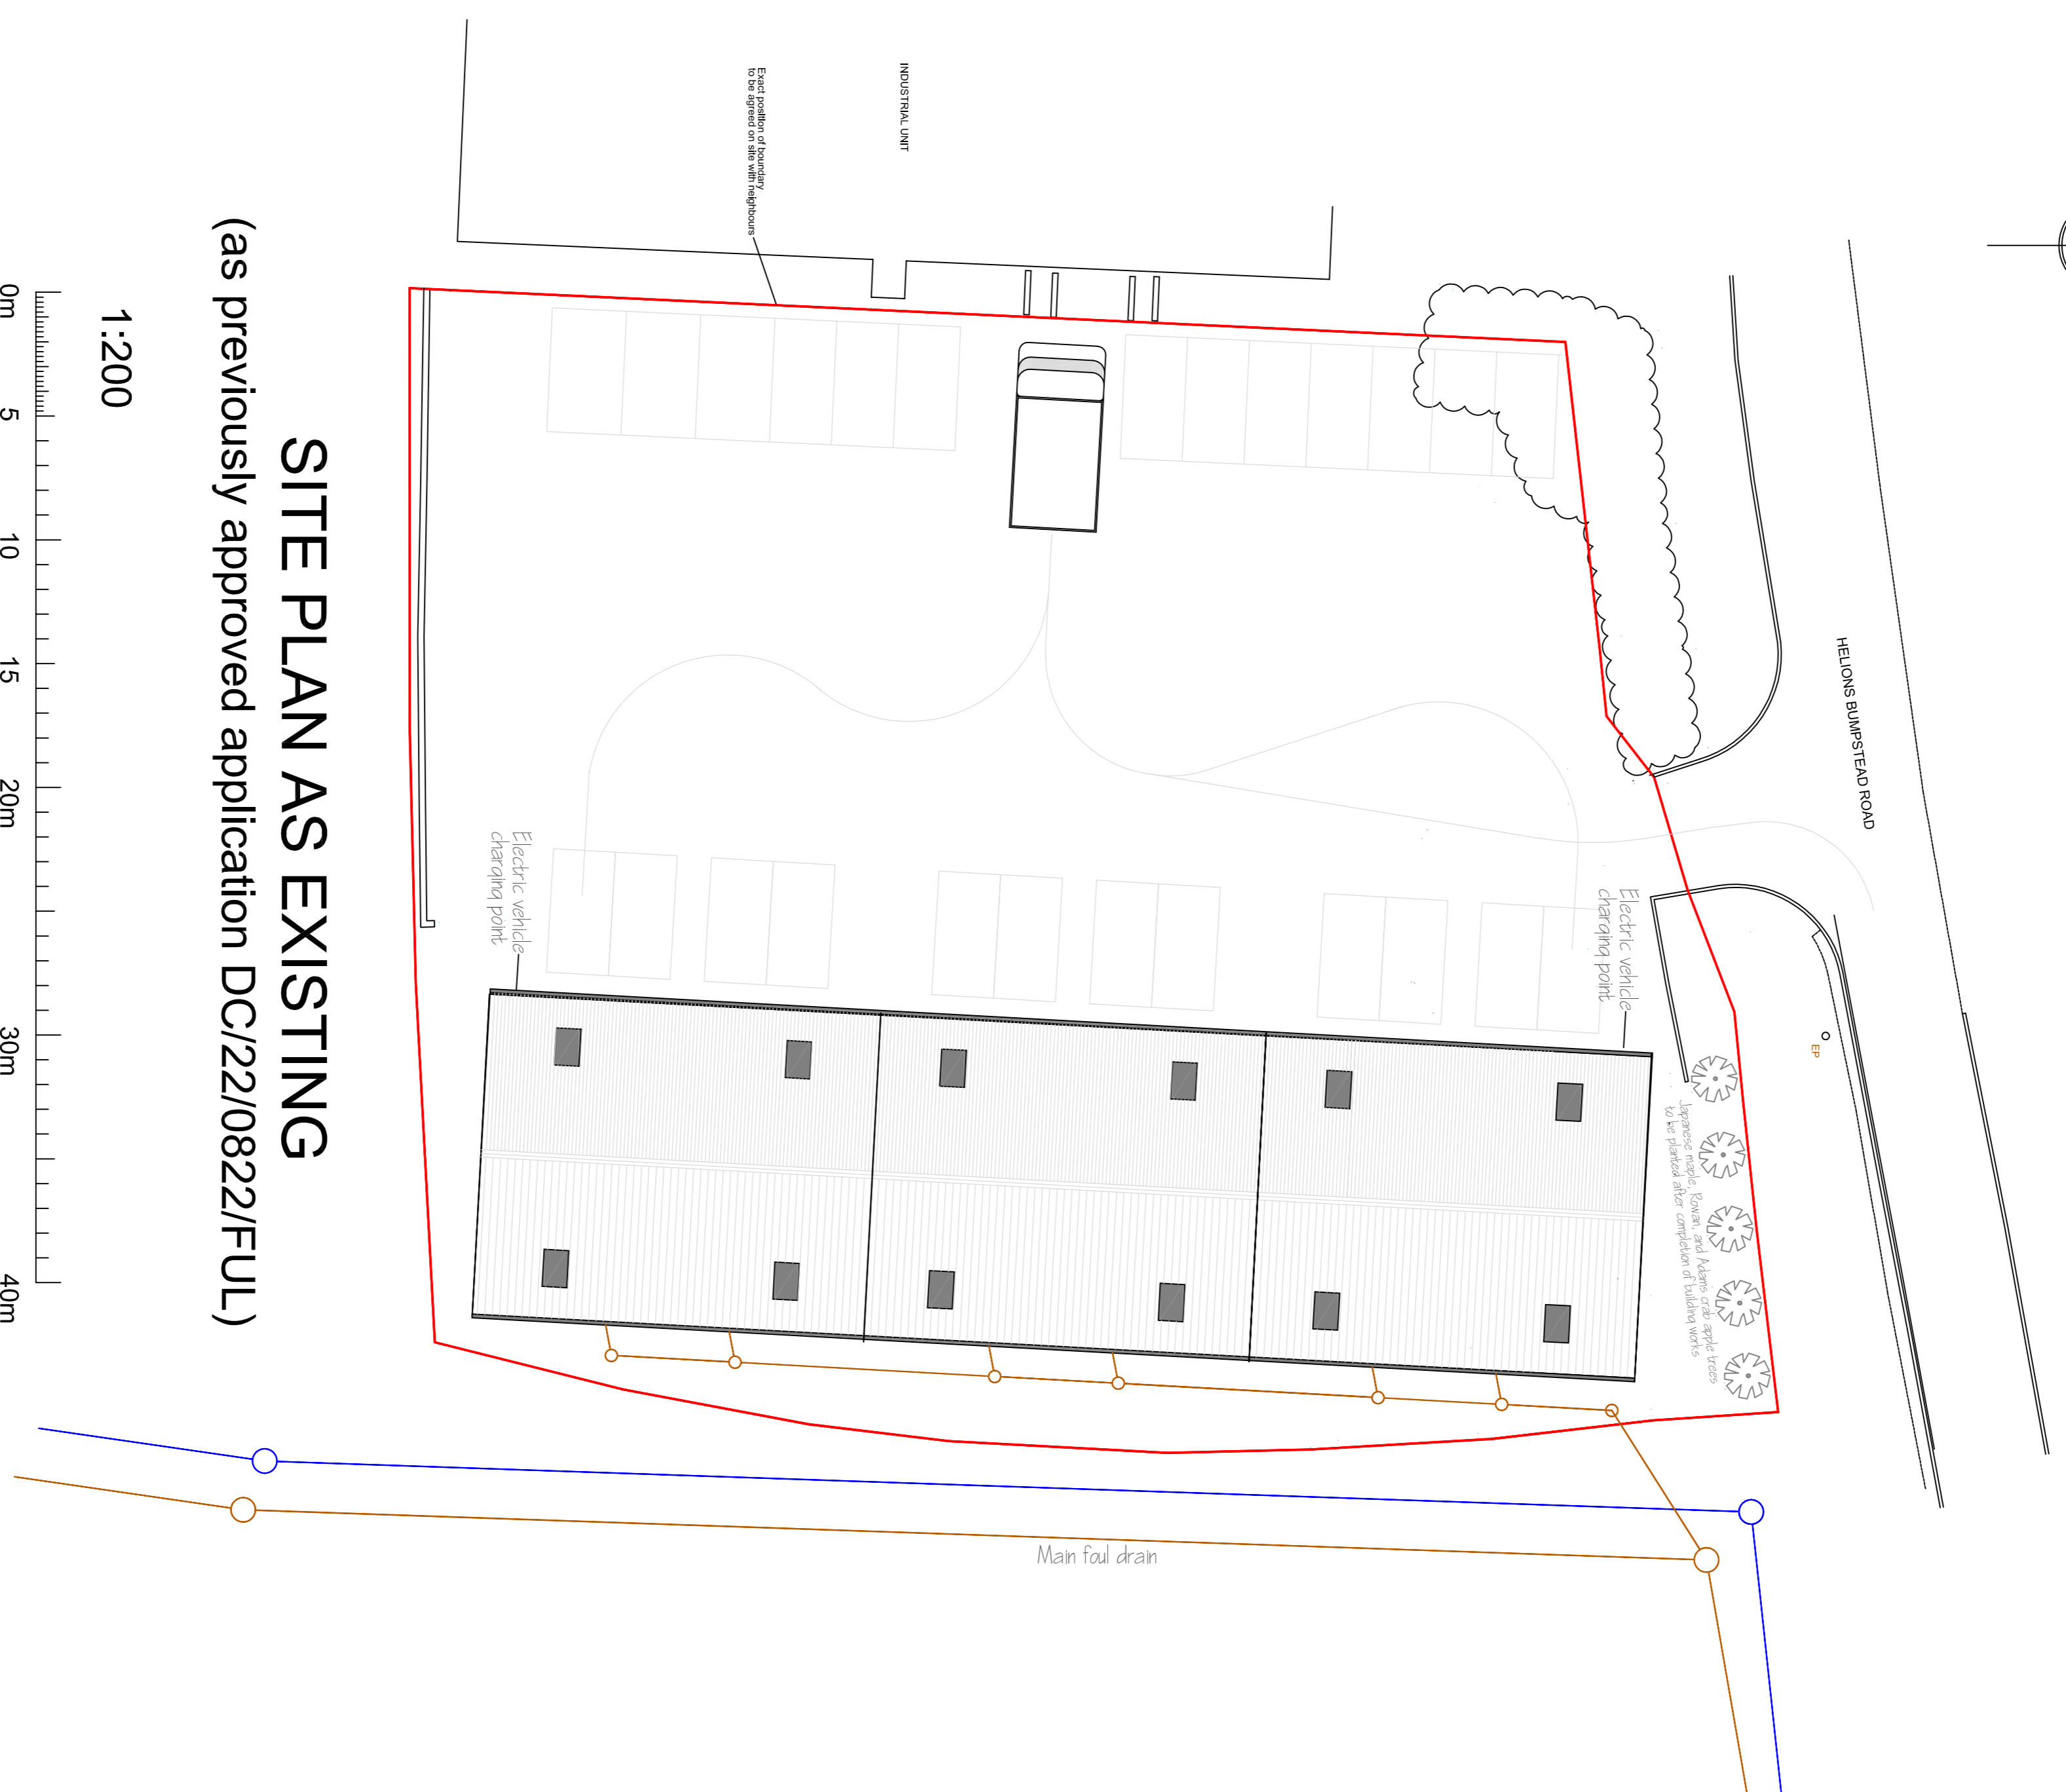 HELIONS BUMPSTEAD ROAD
EP
INDUSTRIAL UNIT
Exact position of boundary
to be agreed on site with neighbours
Electric vehicle
charging point
Electric vehicle
charging point
Japanese maple, Rowan, and Adams crab apple trees
to be planted after completion of building works
Main foul drain
SITE PLAN AS EXISTING
(as previously approved application DC/22/0822/FUL)
1:200
0m 5 10 15 20m 30m 40m